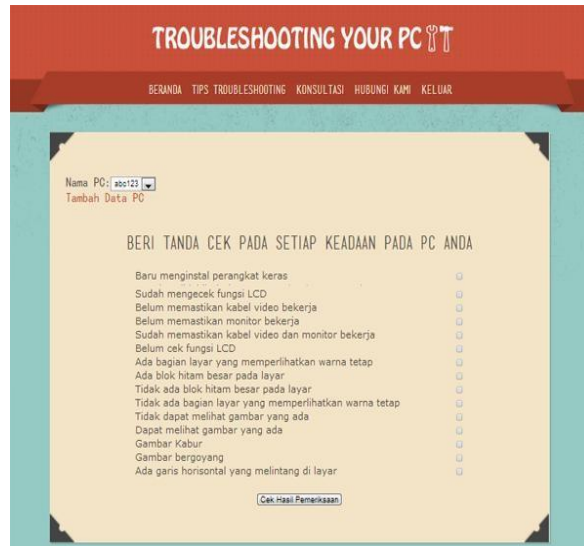 TROUBLESHOOTING YOUR PC
BERANDA TIPS TROUBLESHOOTING KONSULTASI HUBUNGI KAMI KELUAR
Nama PC: abc123
Tambah Data PC
BERI TANDA CEK PADA SETIAP KEADAAN PADA PC ANDA
Baru menginstal perangkat keras
Sudah mengecek fungsi LCD
Belum memastikan kabel video bekerja
Belum memastikan monitor bekerja
Sudah memastikan kabel video dan monitor bekerja
Belum cek fungsi LCD
Ada bagian layar yang memperlihatkan warna tetap
Ada blok hitam besar pada layar
Tidak ada blok hitam besar pada layar
Tidak ada bagian layar yang memperlihatkan warna tetap
Tidak dapat melihat gambar yang ada
Dapat melihat gambar yang ada
Gambar Kabur
Gambar bergoyang
Ada garis horisontal yang melintang di layar
Cek Hasil Pemeriksaan